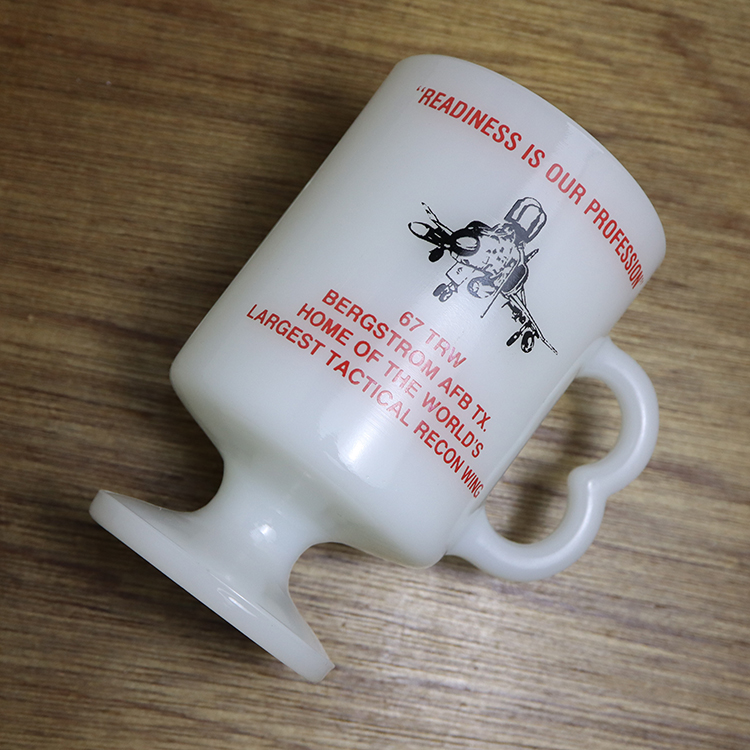 "READINESS IS OUR PROFESSION"
67 TRW
BERGSTROM AFB TX.
HOME OF THE WORLD'S
LARGEST TACTICAL RECON WING